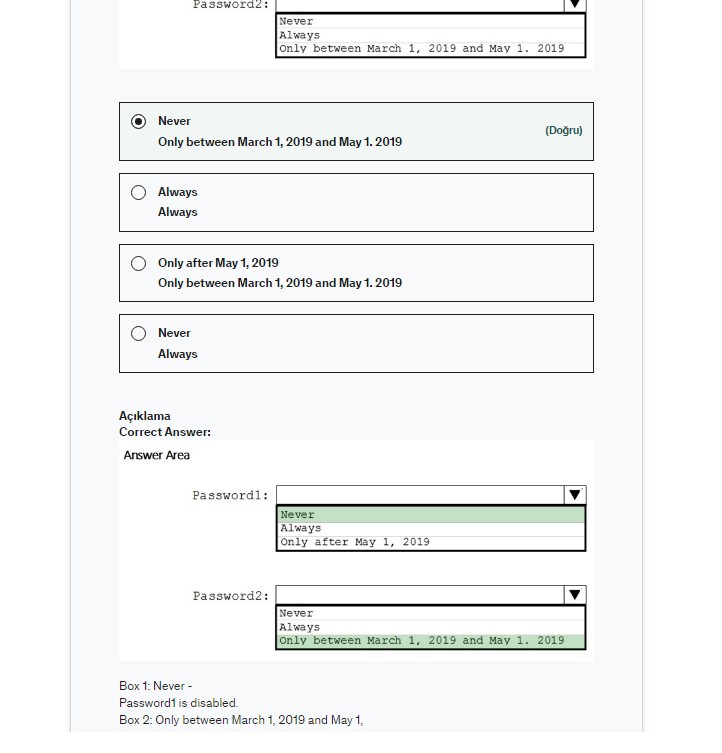 Password2:
Never
Always
Only between March 1, 2019 and May 1. 2019
Never
Only between March 1, 2019 and May 1. 2019
(Doğru)
Always
Always
Only after May 1, 2019
Only between March 1, 2019 and May 1. 2019
Never
Always
Açıklama
Correct Answer:
Answer Area
Password1:
Never
Always
Only after May 1, 2019
Password2:
Never
Always
Only between March 1, 2019 and May 1. 2019
Box 1: Never -
Password1 is disabled.
Box 2: Only between March 1, 2019 and May 1,